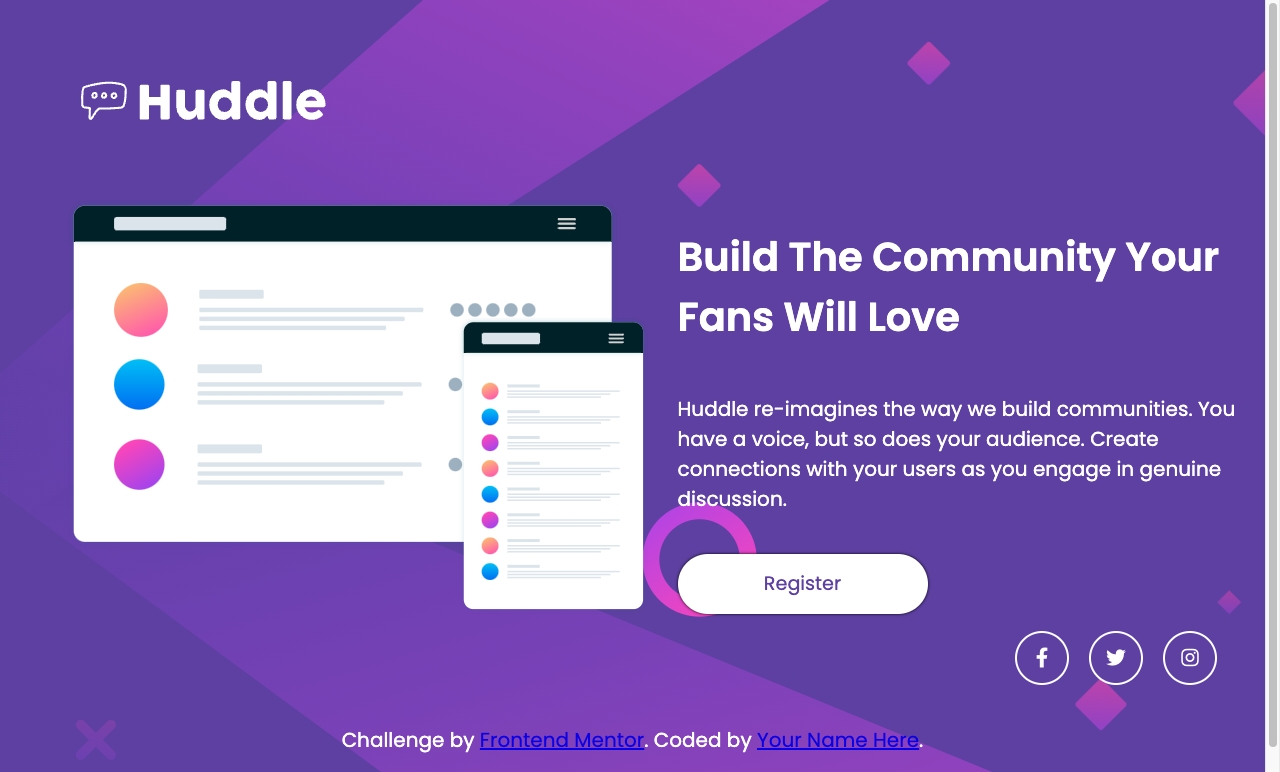 Huddle
Build The Community Your
Fans Will Love
Huddle re-imagines the way we build communities. You
have a voice, but so does your audience. Create
connections with your users as you engage in genuine
discussion.
Register
Challenge by Frontend Mentor. Coded by Your Name Here.